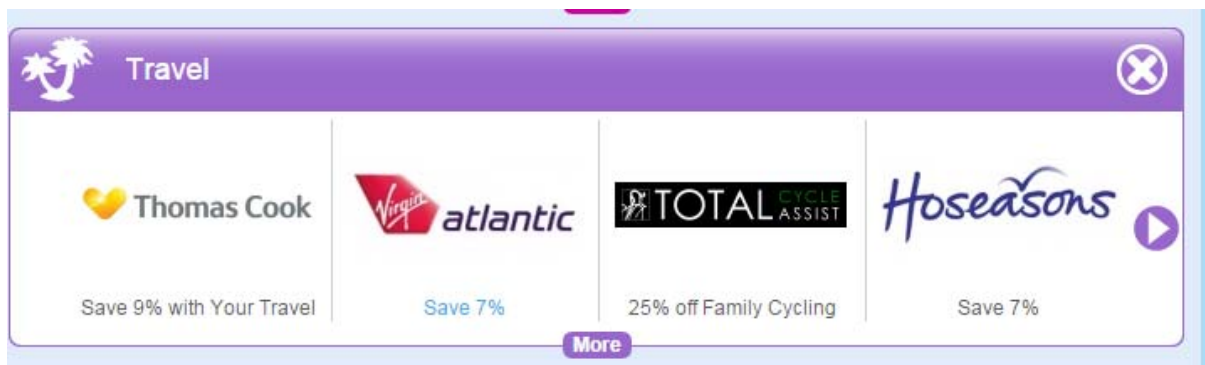 Travel
Thomas Cook
Virgin atlantic
TOTAL CYCLE ASSIST
Hoseasons
Save 9% with Your Travel
Save 7%
25% off Family Cycling
Save 7%
More